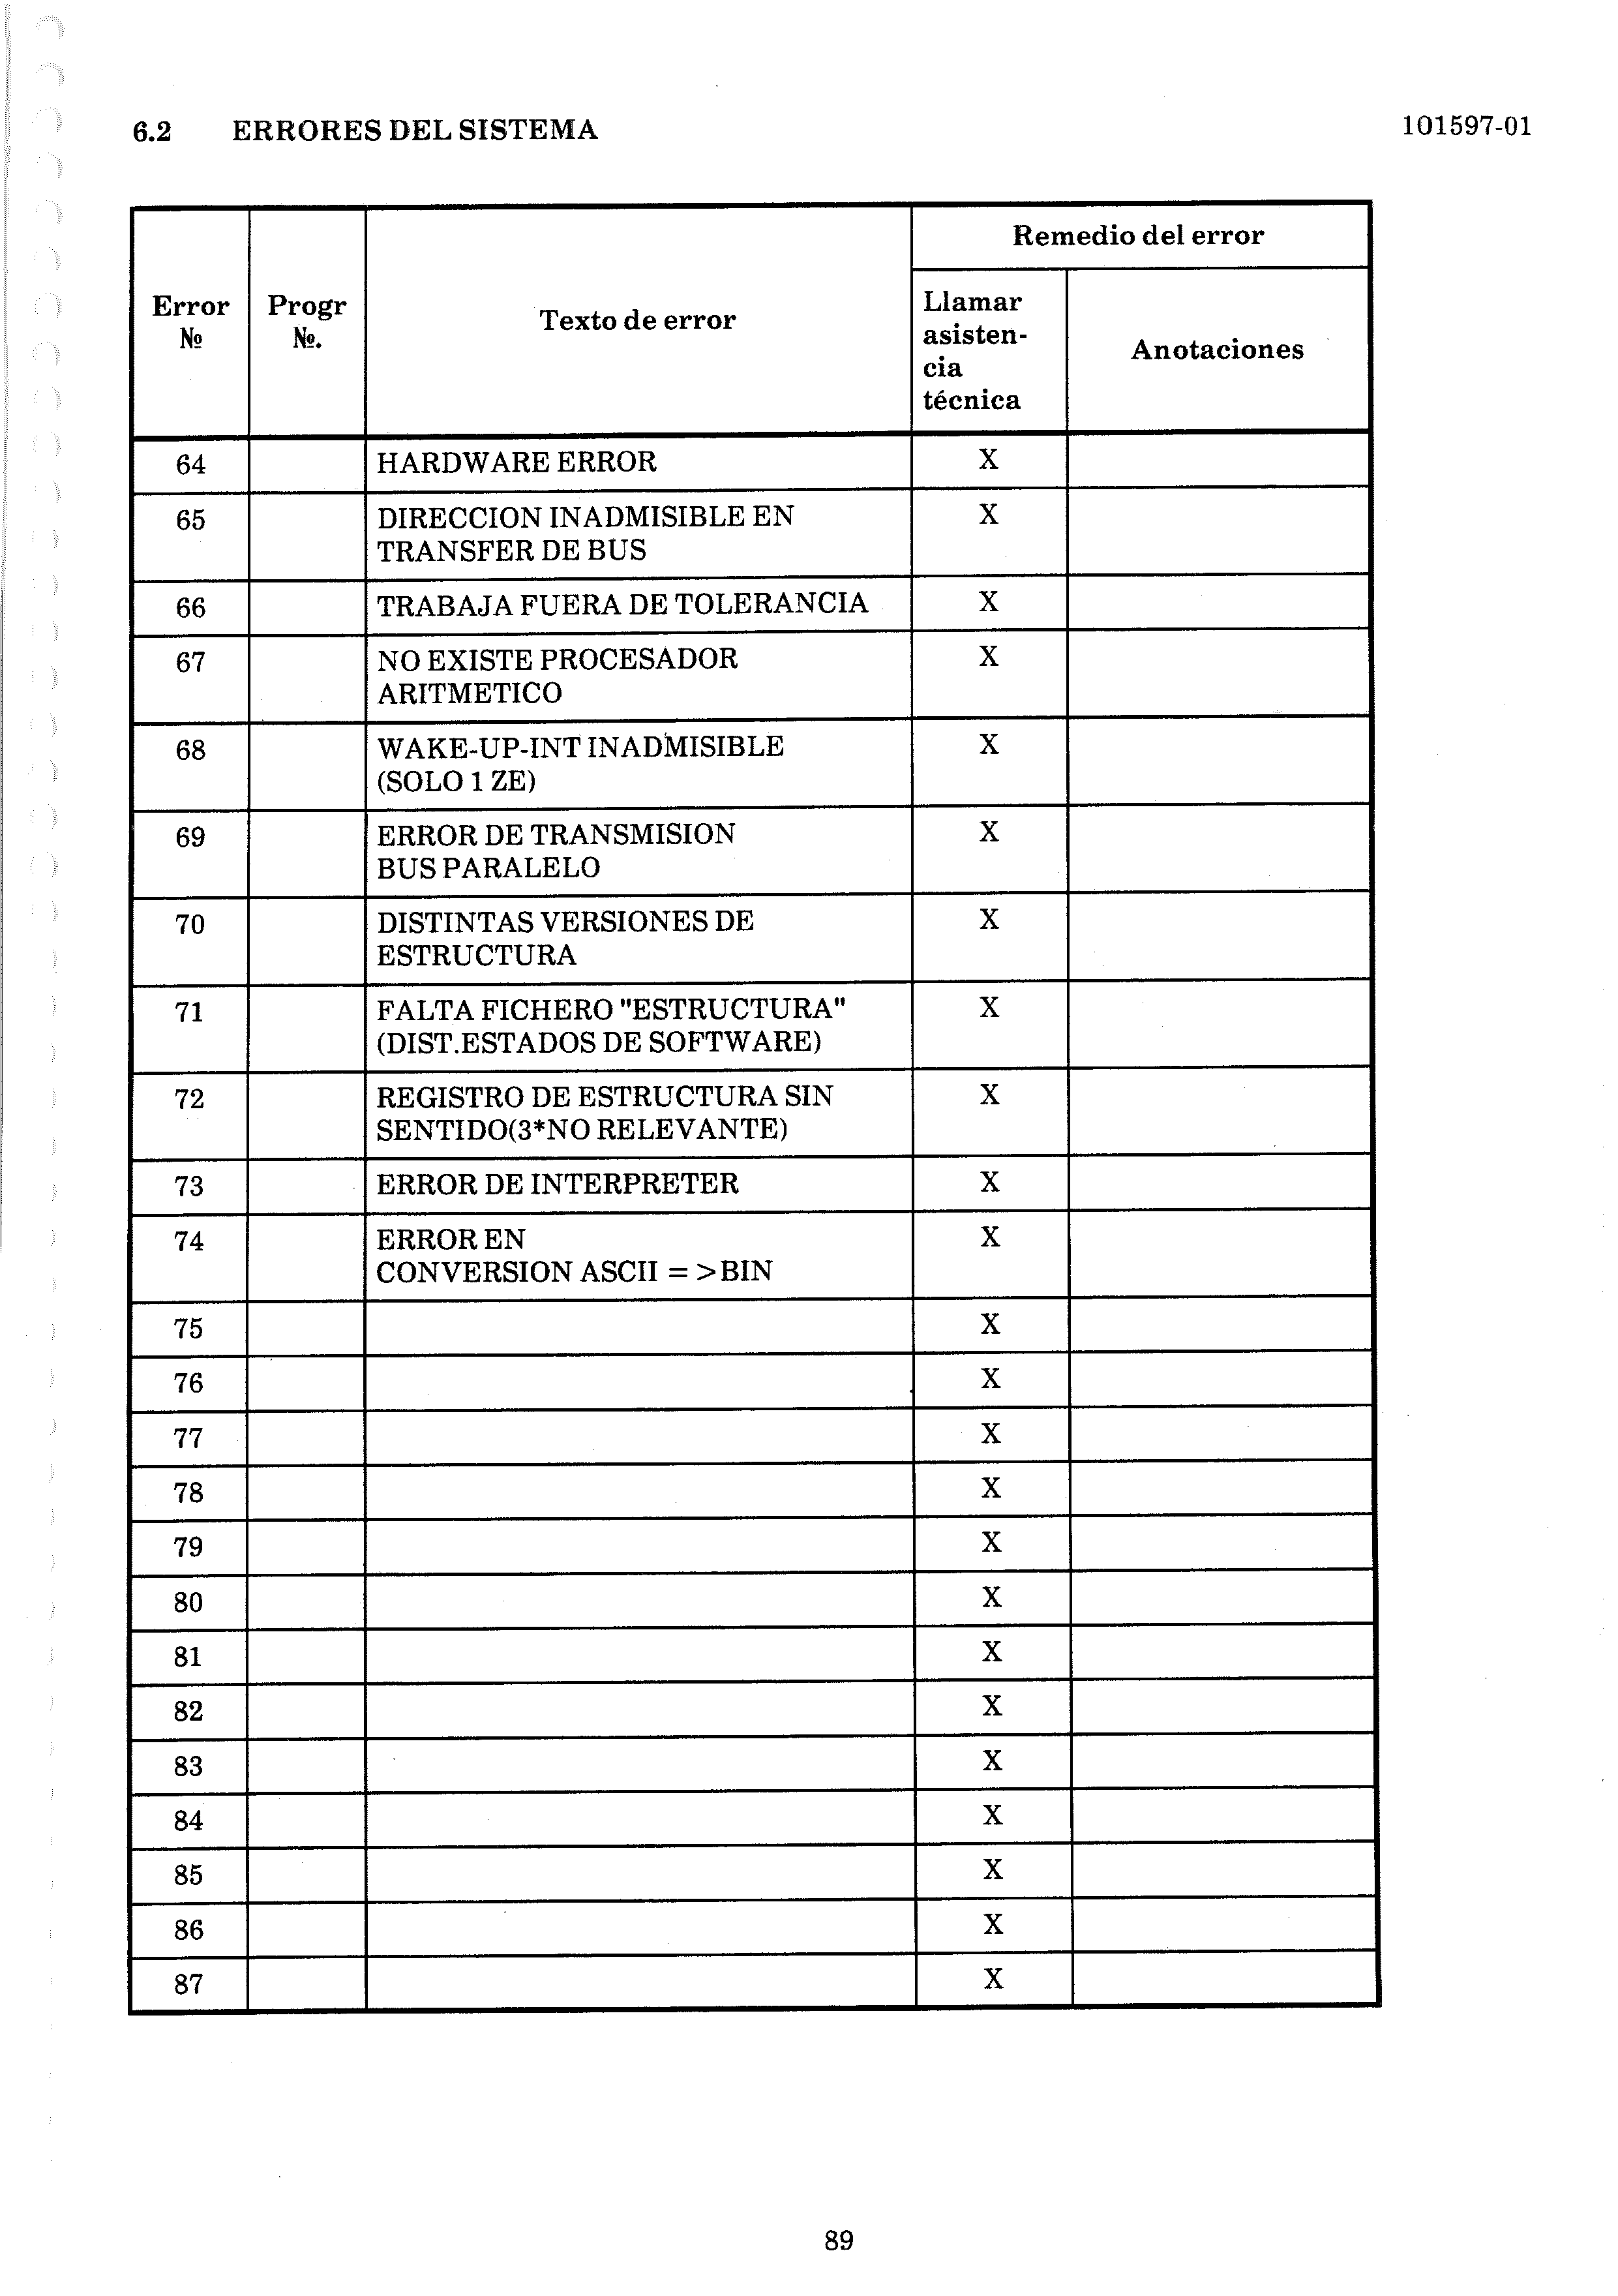 6.2 ERRORES DEL SISTEMA 101597-01
Remedio del error
Error
№
Progr
№.
Texto de error
Llamar
asisten-
cia
técnica
Anotaciones
64 HARDWARE ERROR X
65 DIRECCION INADMISIBLE EN X
TRANSFER DE BUS
66 TRABAJA FUERA DE TOLERANCIA X
67 NO EXISTE PROCESADOR X
ARITMETICO
68 WAKE-UP-INT INADMISIBLE X
(SOLO 1 ZE)
69 ERROR DE TRANSMISION X
BUS PARALELO
70 DISTINTAS VERSIONES DE X
ESTRUCTURA
71 FALTA FICHERO "ESTRUCTURA" X
(DIST.ESTADOS DE SOFTWARE)
72 REGISTRO DE ESTRUCTURA SIN X
SENTIDO(3*NO RELEVANTE)
73 ERROR DE INTERPRETER X
74 ERROR EN X
CONVERSION ASCII = >BIN
75 X
76 X
77 X
78 X
79 X
80 X
81 X
82 X
83 X
84 X
85 X
86 X
87 X
89